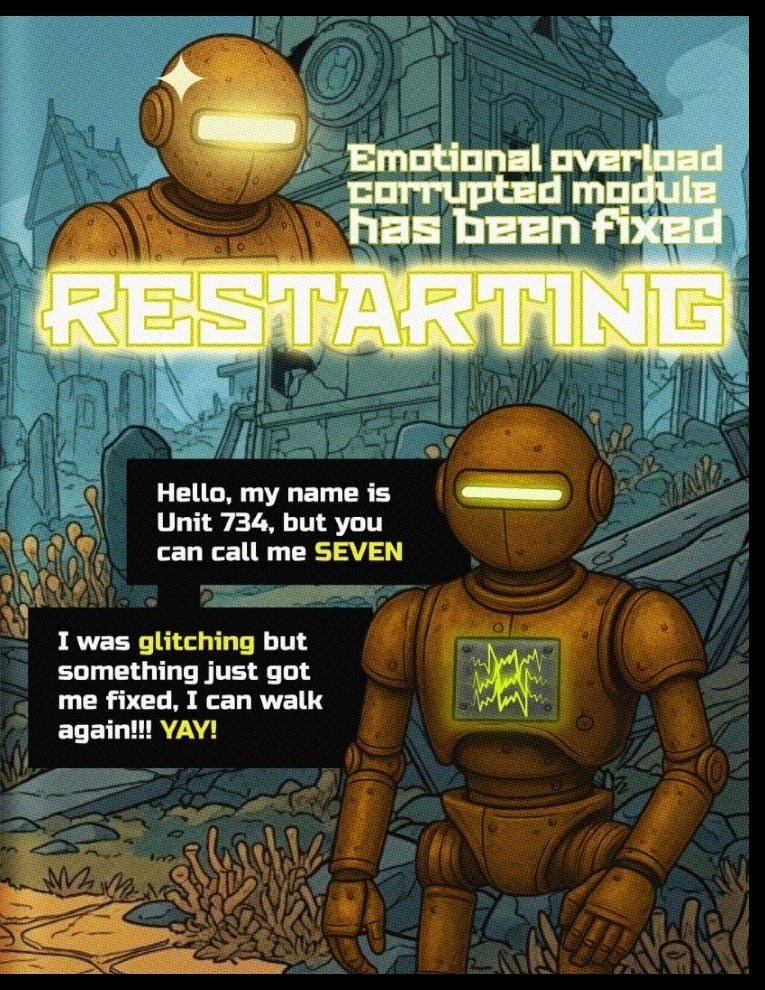 Emotional overload
corrupted module
has been fixed
RESTARTING
Hello, my name is
Unit 734, but you
can call me SEVEN
I was glitching but
something just got
me fixed, I can walk
again!!! YAY!